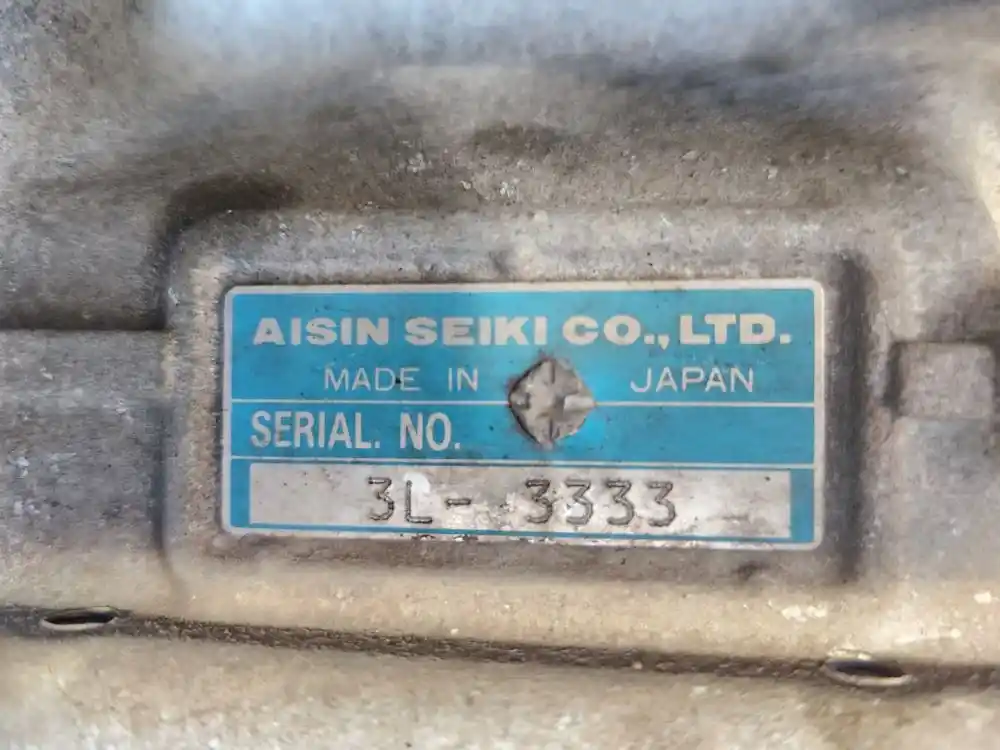 AISIN SEIKI CO., LTD.
MADE IN JAPAN
SERIAL. NO.
3L- 3333